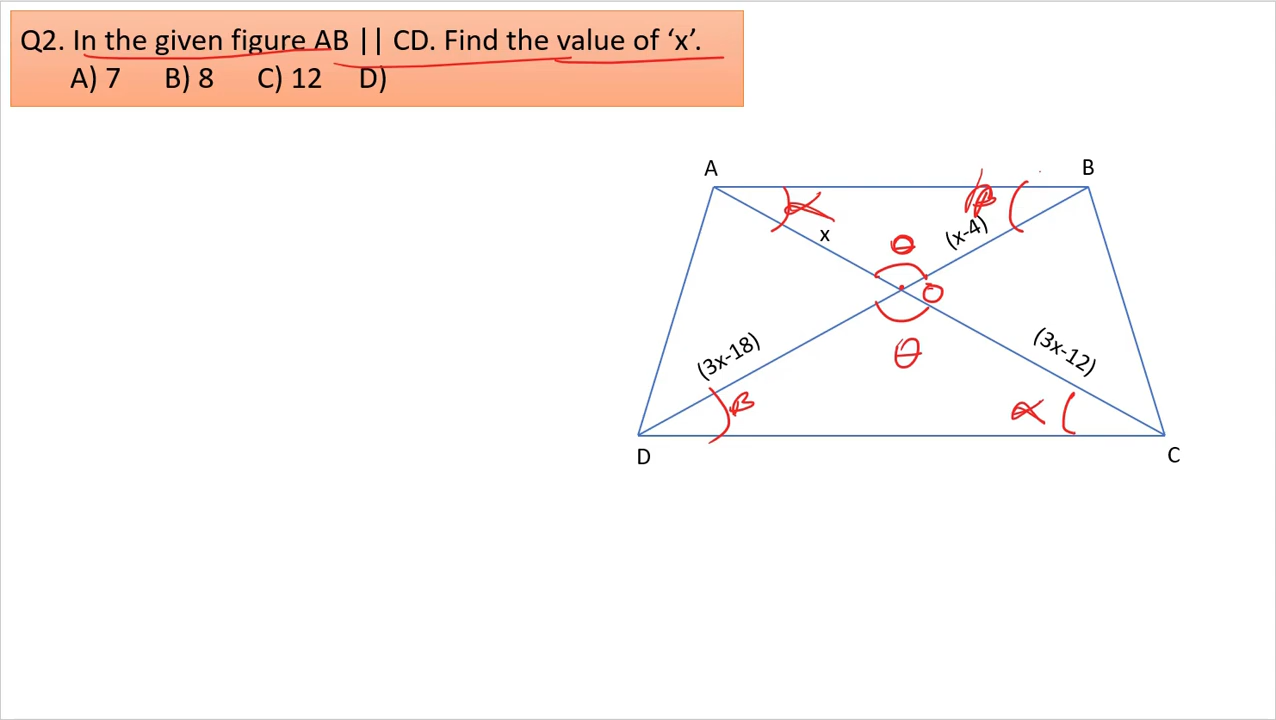 Q2. In the given figure AB || CD. Find the value of ‘x’.
A) 7 B) 8 C) 12 D)
A
B
α
β
x
θ
(x-4)
O
(3x-18)
θ
(3x-12)
β
α
D
C